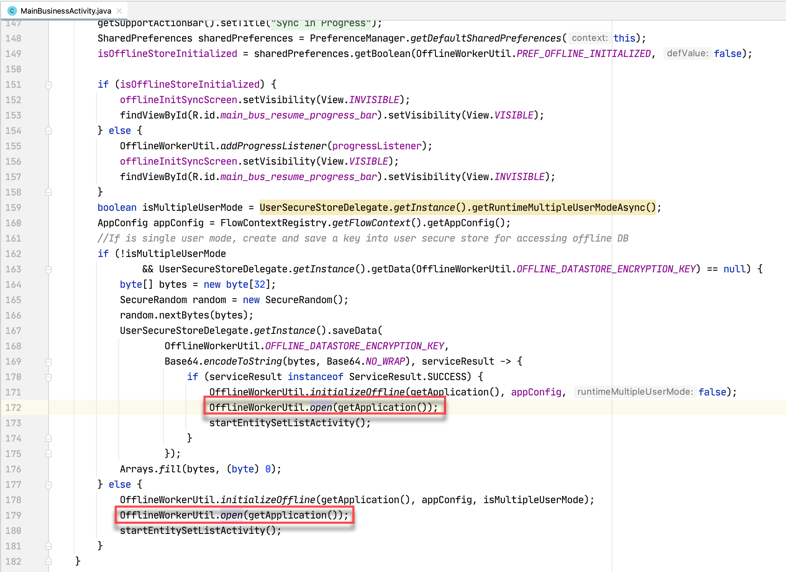 MainBusinessActivity.java
147 getSupportActionBar().setTitle("Sync in Progress");
148 SharedPreferences sharedPreferences = PreferenceManager.getDefaultSharedPreferences( context: this);
149 isOfflineStoreInitialized = sharedPreferences.getBoolean(OfflineWorkerUtil.PREF_OFFLINE_INITIALIZED, defValue: false);
150
151 if (isOfflineStoreInitialized) {
152 offlineInitSyncScreen.setVisibility(View.INVISIBLE);
153 findViewById(R.id.main_bus_resume_progress_bar).setVisibility(View.VISIBLE);
154 } else {
155 OfflineWorkerUtil.addProgressListener(progressListener);
156 offlineInitSyncScreen.setVisibility(View.VISIBLE);
157 findViewById(R.id.main_bus_resume_progress_bar).setVisibility(View.INVISIBLE);
158 }
159 boolean isMultipleUserMode = UserSecureStoreDelegate.getInstance().getRuntimeMultipleUserModeAsync();
160 AppConfig appConfig = FlowContextRegistry.getFlowContext().getAppConfig();
161 //If is single user mode, create and save a key into user secure store for accessing offline DB
162 if (!isMultipleUserMode
163 && UserSecureStoreDelegate.getInstance().getData(OfflineWorkerUtil.OFFLINE_DATASTORE_ENCRYPTION_KEY) == null) {
164 byte[] bytes = new byte[32];
165 SecureRandom random = new SecureRandom();
166 random.nextBytes(bytes);
167 UserSecureStoreDelegate.getInstance().saveData(
168 OfflineWorkerUtil.OFFLINE_DATASTORE_ENCRYPTION_KEY,
169 Base64.encodeToString(bytes, Base64.NO_WRAP), serviceResult -> {
170 if (serviceResult instanceof ServiceResult.SUCCESS) {
171 OfflineWorkerUtil.initializeOffline(getApplication(), appConfig, runtimeMultipleUserMode: false);
172 OfflineWorkerUtil.open(getApplication());
173 startEntitySetListActivity();
174 }
175 });
176 Arrays.fill(bytes, (byte) 0);
177 } else {
178 OfflineWorkerUtil.initializeOffline(getApplication(), appConfig, isMultipleUserMode);
179 OfflineWorkerUtil.open(getApplication());
180 startEntitySetListActivity();
181 }
182 }